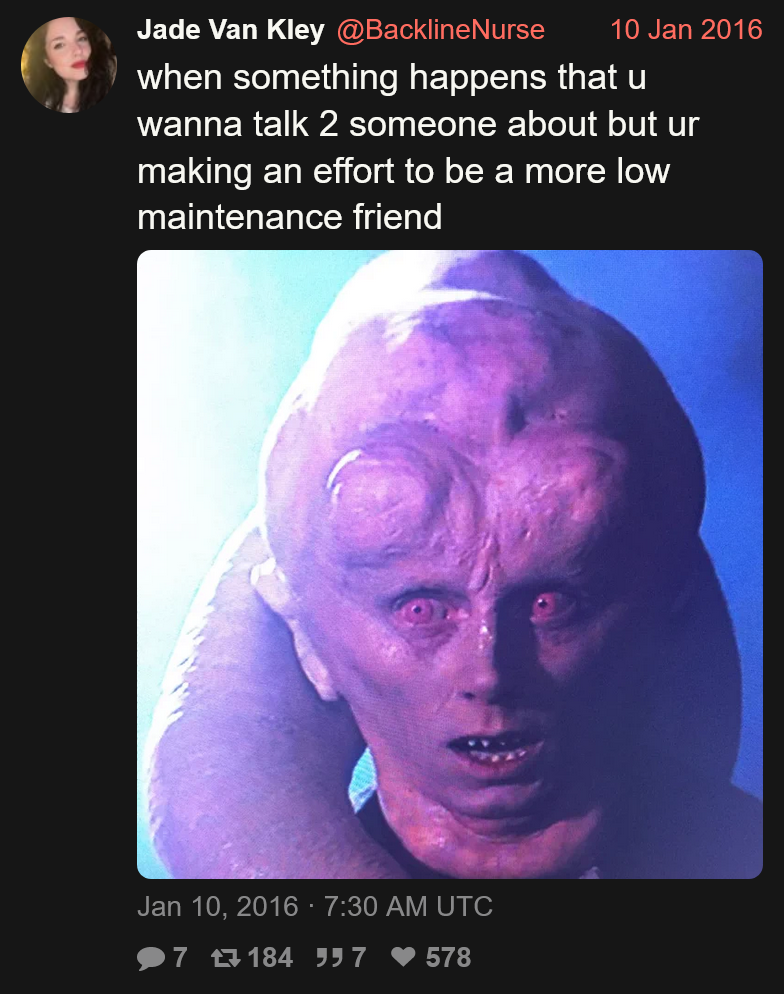 Jade Van Kley @BacklineNurse 10 Jan 2016
when something happens that u
wanna talk 2 someone about but ur
making an effort to be a more low
maintenance friend
Jan 10, 2016 · 7:30 AM UTC
7 184 7 578